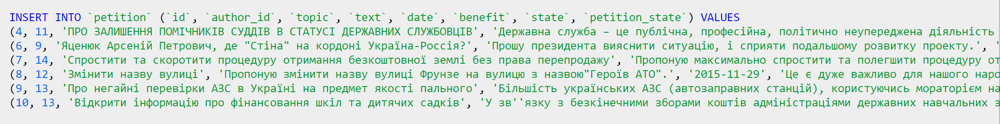 INSERT INTO `petition` (`id`, `author_id`, `topic`, `text`, `date`, `benefit`, `state`, `petition_state`) VALUES
(4, 11, 'ПРО ЗАЛИШЕННЯ ПОМІЧНИКІВ СУДДІВ В СТАТУСІ ДЕРЖАВНИХ СЛУЖБОВЦІВ', 'Державна служба – це публічна, професійна, політично неупереджена діяльність
(6, 9, 'Яценюк Арсеній Петрович, де "Стіна" на кордоні Україна-Россія?', 'Прошу президента вияснити ситуацію, і сприяти подальшому розвитку проекту.', '
(7, 14, 'Спростити та скоротити процедуру отримання безкоштовної землі без права перепродажу', 'Пропоную максимально спростити та полегшити процедуру от
(8, 12, 'Змінити назву вулиці', 'Пропоную змінити назву вулиці Фрунзе на вулицю з назвою"Героїв АТО".', '2015-11-29', 'Це є дуже важливо для нашого наро
(9, 13, 'Про негайні перевірки АЗС в Україні на предмет якості пального', 'Більшість українських АЗС (автозаправних станцій), користуючись мораторієм на
(10, 13, 'Відкрити інформацію про фінансовання шкіл та дитячих садків', 'У зв''язку з безкінечними зборами коштів адміністраціями державних навчальних з